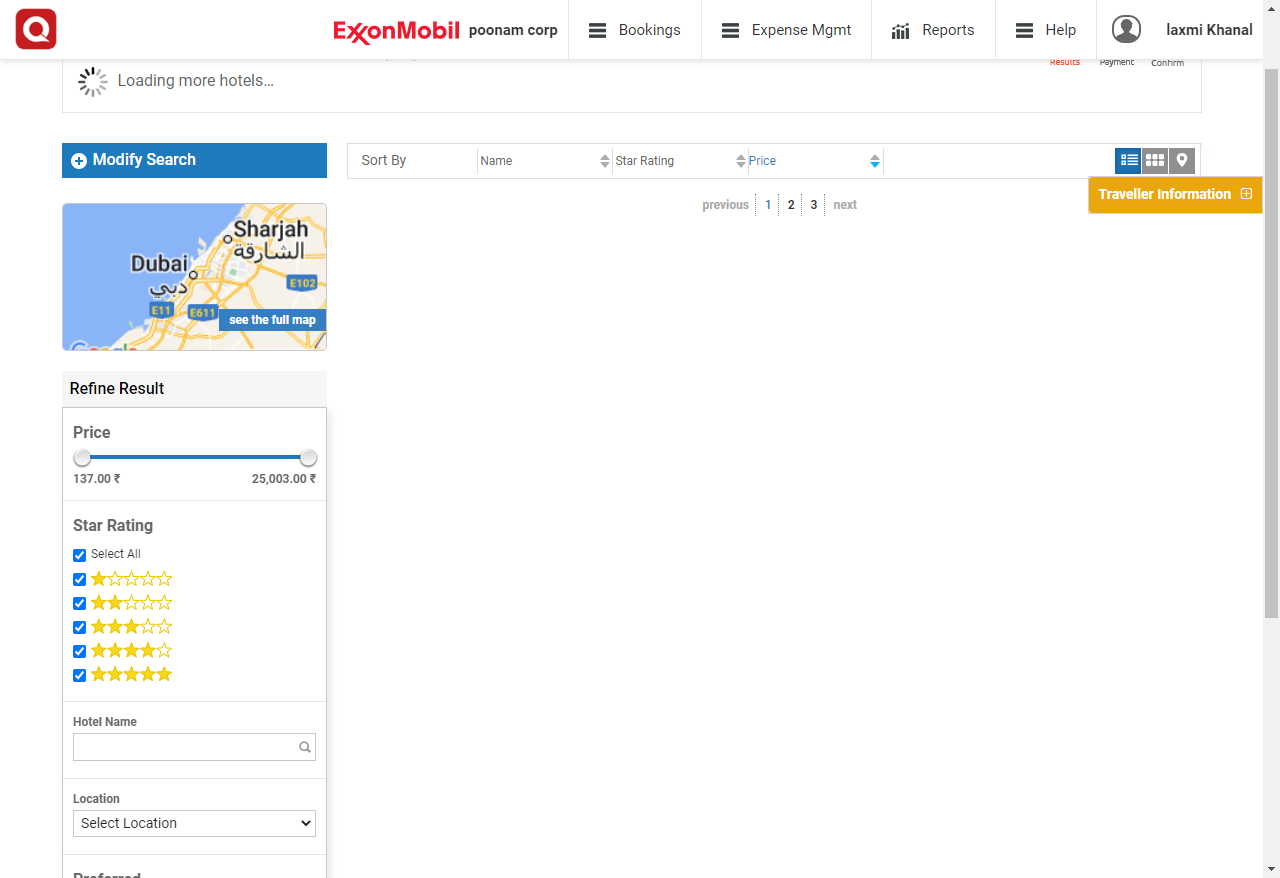 Q
ExxonMobil poonam corp Bookings Expense Mgmt Reports Help laxmi Khanal
Results Payment Confirm
Loading more hotels...
Modify Search
Sort By Name Star Rating Price
Traveller Information
previous 1 2 3 next
Sharjah
الشارقة
Dubai
دبي
E102
E11
E611
see the full map
Google
Refine Result
Price
137.00 ₹ 25,003.00 ₹
Star Rating
Select All
Hotel Name
Location
Select Location
Preferred